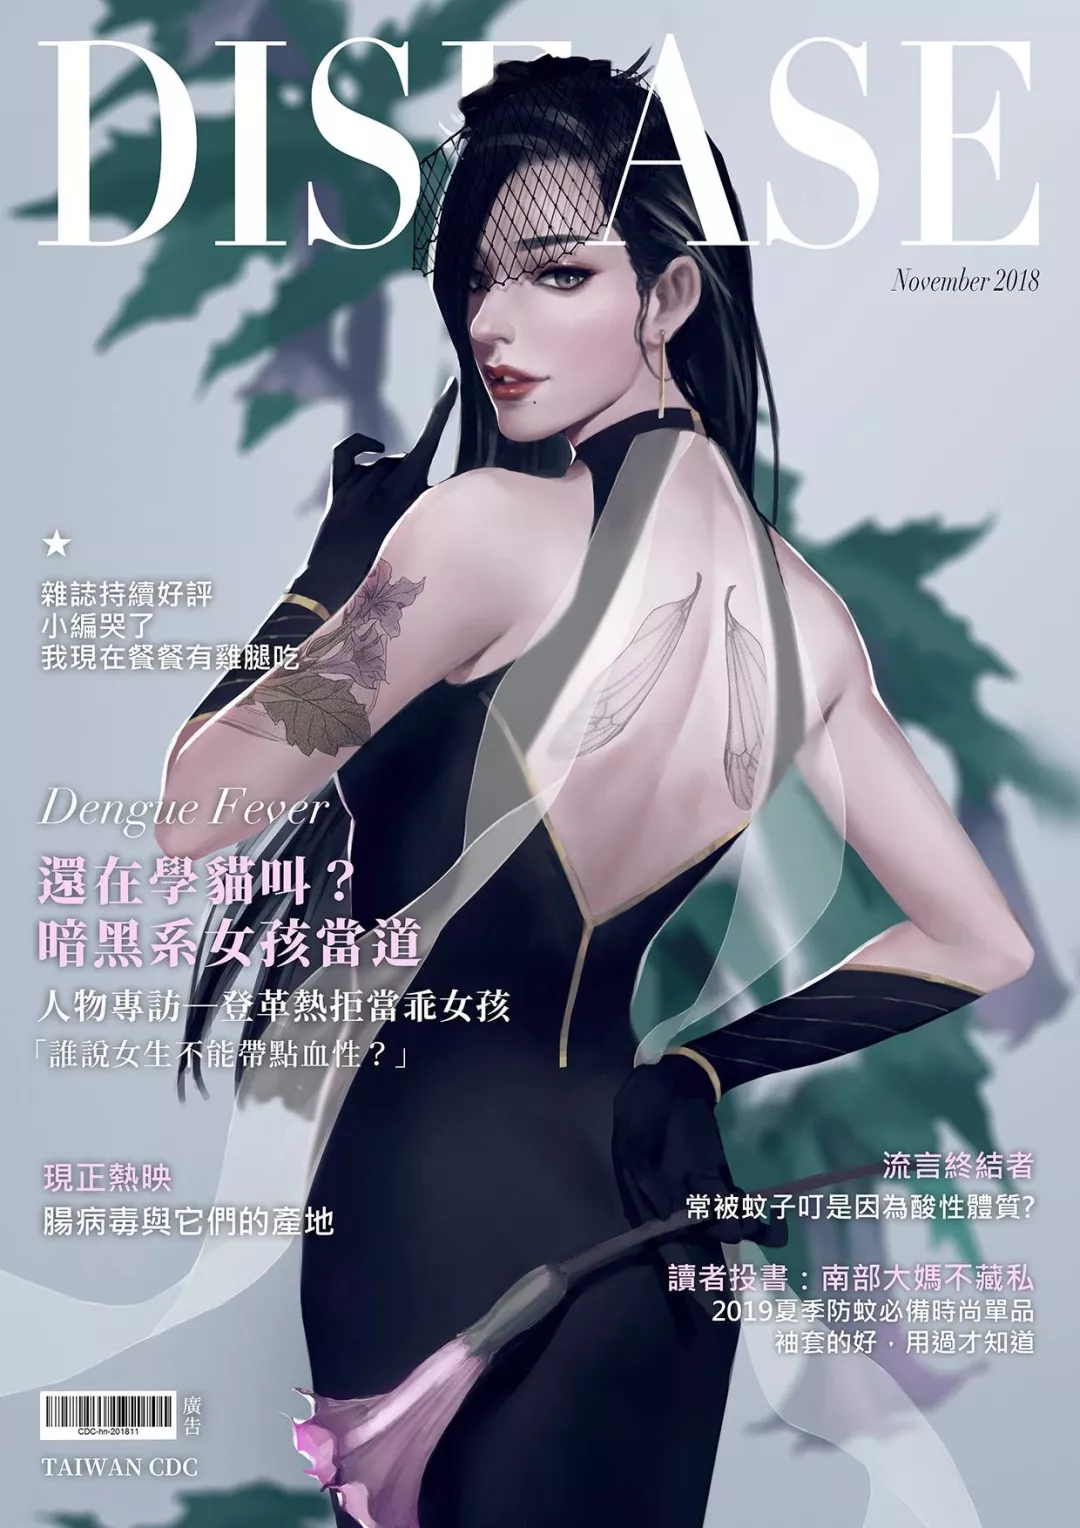 DISEASE
November 2018
★
雜誌持續好評
小編哭了
我現在餐餐有雞腿吃
Dengue Fever
還在學貓叫？
暗黑系女孩當道
人物專訪—登革熱拒當乖女孩
「誰說女生不能帶點血性？」
現正熱映
腸病毒與它們的產地
流言終結者
常被蚊子叮是因為酸性體質?
讀者投書：南部大媽不藏私
2019夏季防蚊必備時尚單品
袖套的好，用過才知道
CDC-hn-201811
廣告
TAIWAN CDC